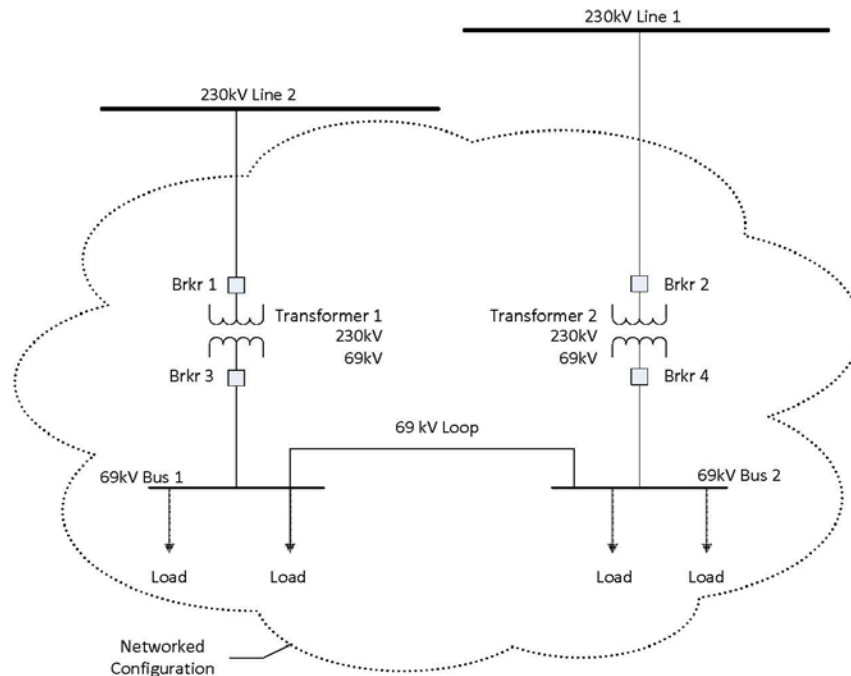 230kV Line 1
230kV Line 2
Brkr 1
Brkr 2
Transformer 1
230kV
69kV
Transformer 2
230kV
69kV
Brkr 3
Brkr 4
69 kV Loop
69kV Bus 1
69kV Bus 2
Load
Load
Load
Load
Networked
Configuration